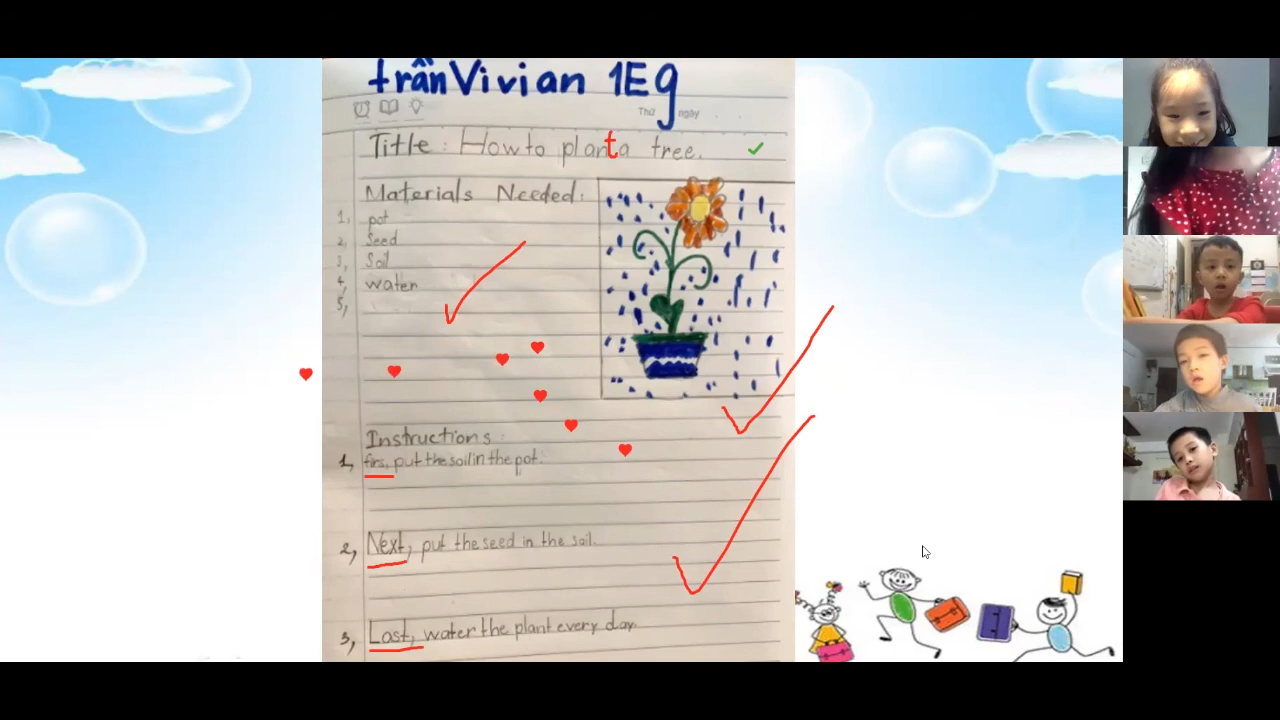 trần Vivian 1Eg
Thứ ngày
Title: How to plant a tree.
Materials Needed:
1, pot
2, Seed
3, Soil
4, water
5,
Instructions:
1, firs, put the soil in the pot.
2, Next, put the seed in the soil.
3, Last, water the plant every day.